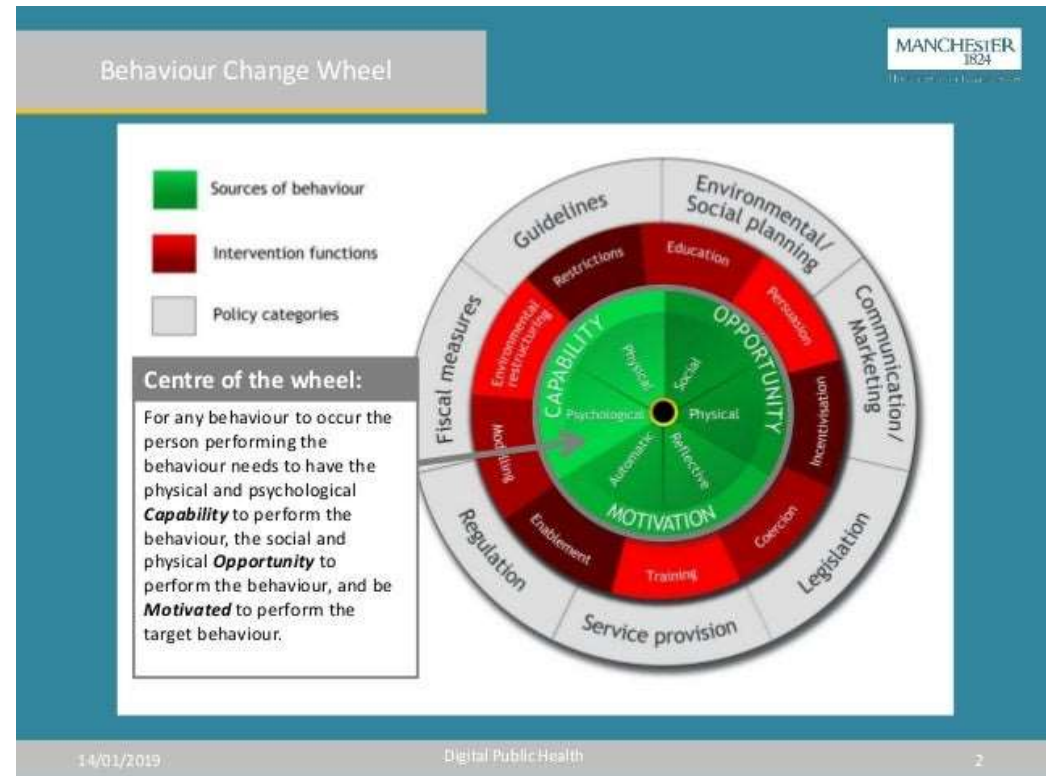 Behaviour Change Wheel
MANCHESTER
1824
Sources of behaviour
Intervention functions
Policy categories
Centre of the wheel:
For any behaviour to occur the
person performing the
behaviour needs to have the
physical and psychological
Capability to perform the
behaviour, the social and
physical Opportunity to
perform the behaviour, and be
Motivated to perform the
target behaviour.
Guidelines
Environmental/
Social planning
Communication/
Marketing
Legislation
Service provision
Regulation
Fiscal measures
Restrictions
Education
Persuasion
Incentivisation
Coercion
Training
Enablement
Environmental
restructuring
CAPABILITY
OPPORTUNITY
MOTIVATION
Physical
Social
Physical
Reflective
Automatic
Psychological
14/01/2019
Digital Public Health
2